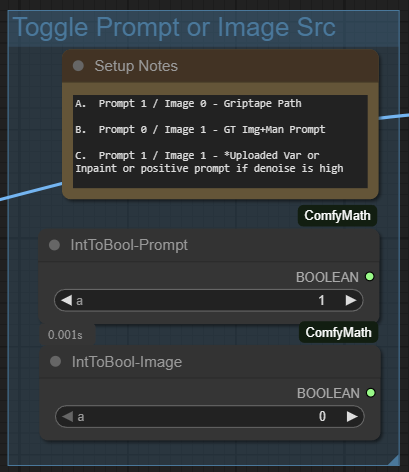 Toggle Prompt or Image Src
Setup Notes
A.  Prompt 1 / Image 0 - Griptape Path
B.  Prompt 0 / Image 1 - GT Img+Man Prompt
C.  Prompt 1 / Image 1 - *Uploaded Var or
Inpaint or positive prompt if denoise is high
ComfyMath
IntToBool-Prompt
BOOLEAN
a 1
ComfyMath
0.001s
IntToBool-Image
BOOLEAN
a 0